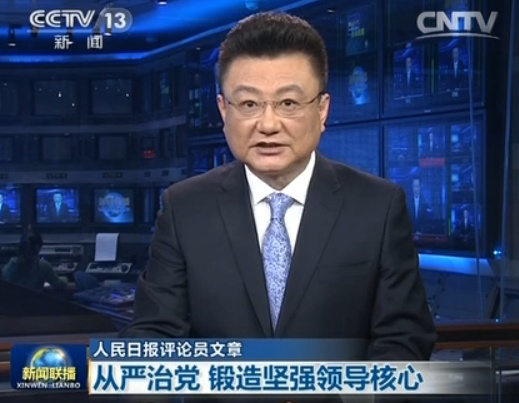 CCTV 13
新闻
CNTV
人民日报评论员文章
从严治党 锻造坚强领导核心
新闻联播
XINWEN LIANBO